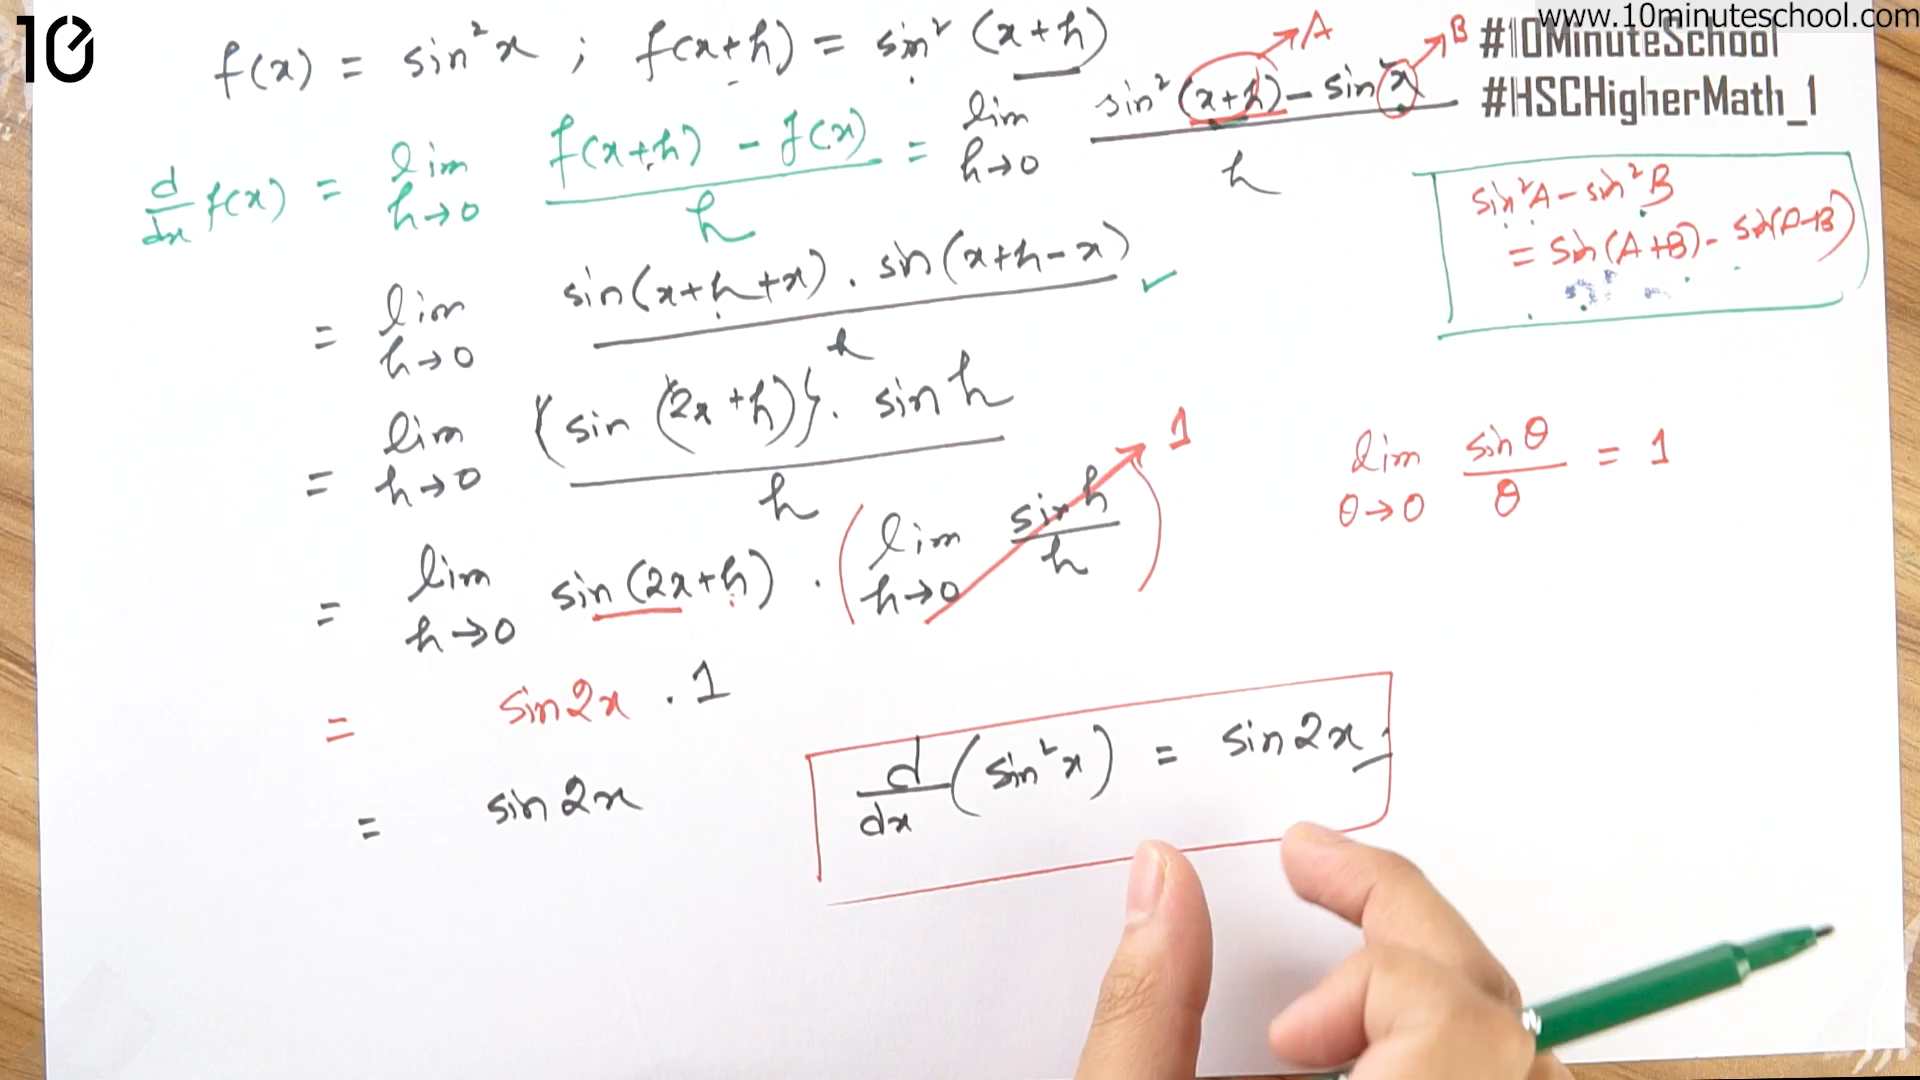 10
www.10minuteschool.com
#10MinuteSchool
#HSCHigherMath_1
f(x) = sin²x ; f(x+h) = sin² (x+h)
d/dx f(x) = lim h→0 (f(x+h) - f(x))/h = lim h→0 (sin²(x+h) - sin²x)/h
A
B
sin²A - sin²B
= sin(A+B) - sin(A-B)
= lim h→0 (sin(x+h+x) . sin(x+h-x))/h ✓
= lim h→0 ({sin (2x+h)} . sin h)/h
lim θ→0 sinθ/θ = 1
= lim h→0 sin(2x+h) . (lim h→0 sin h/h) 1
= sin2x . 1
= sin2x
d/dx (sin²x) = sin2x